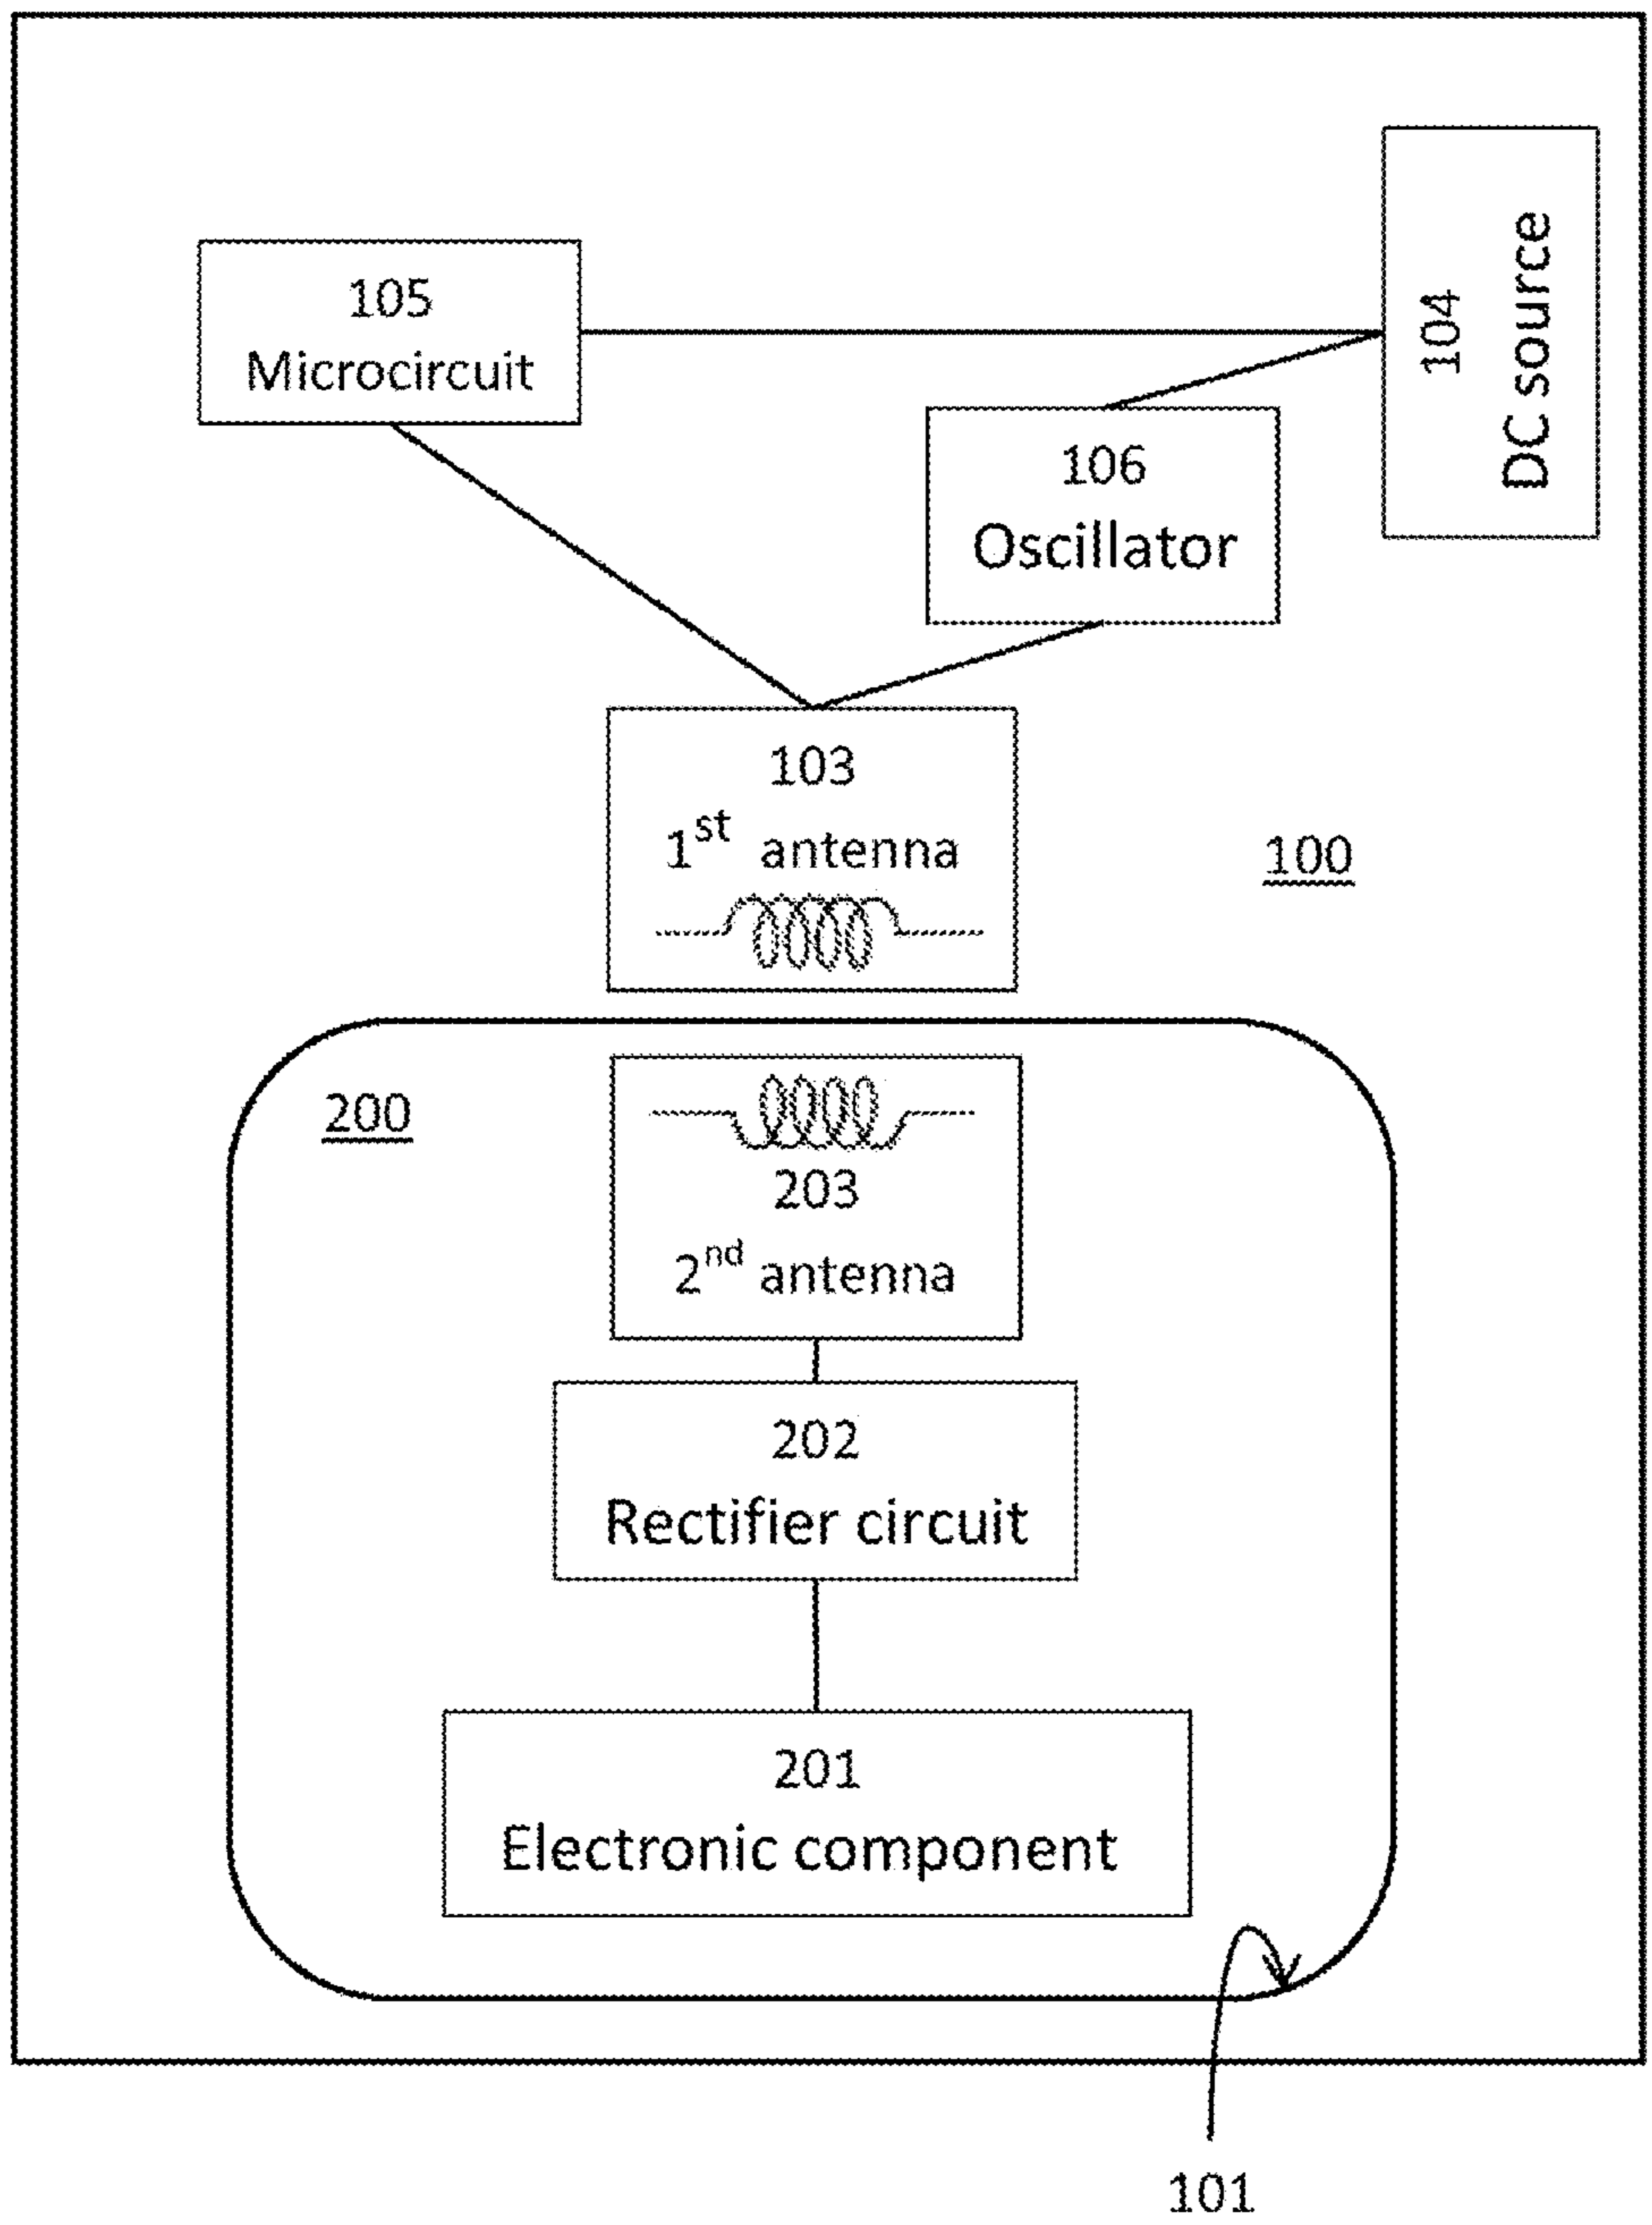 105
Microcircuit
104
DC source
106
Oscillator
103
1st antenna
100
200
203
2nd antenna
202
Rectifier circuit
201
Electronic component
101